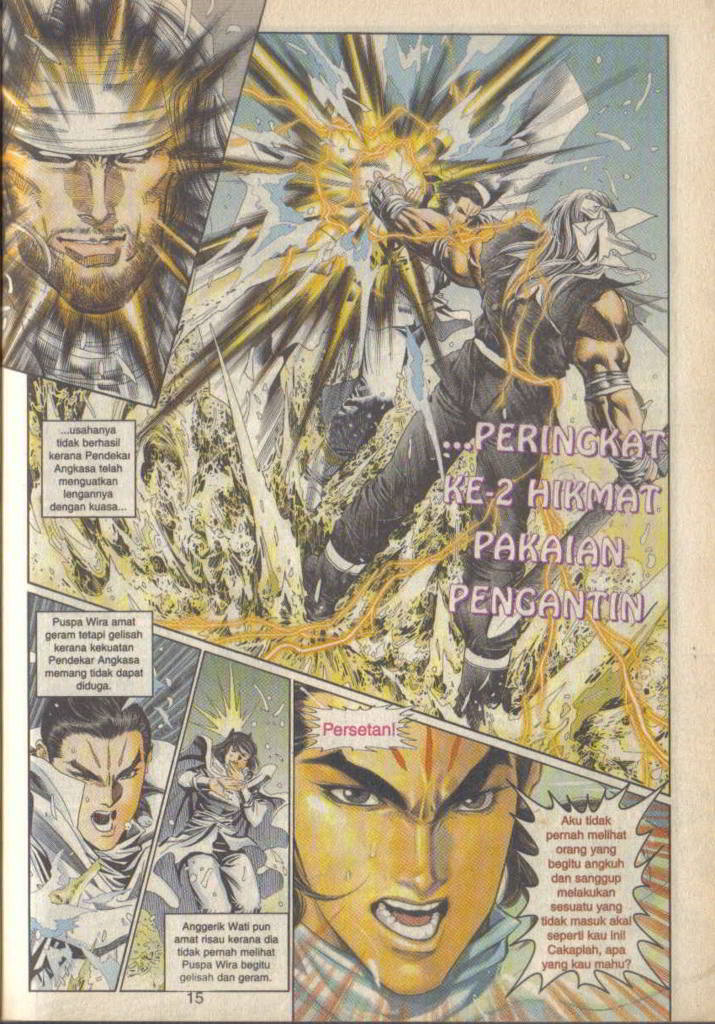 ...usahanya
tidak berhasil
kerana Pendekar
Angkasa telah
menguatkan
lengannya
dengan kuasa...
...PERINGKAT
KE-2 HIKMAT
PAKAIAN
PENGANTIN
Puspa Wira amat
geram tetapi gelisah
kerana kekuatan
Pendekar Angkasa
memang tidak dapat
diduga.
Anggerik Wati pun
amat risau kerana dia
tidak pernah melihat
Puspa Wira begitu
gelisah dan geram.
Persetan!
Aku tidak
pernah melihat
orang yang
begitu angkuh
dan sanggup
melakukan
sesuatu yang
tidak masuk akal
seperti kau ini!
Cakaplah, apa
yang kau mahu?
15